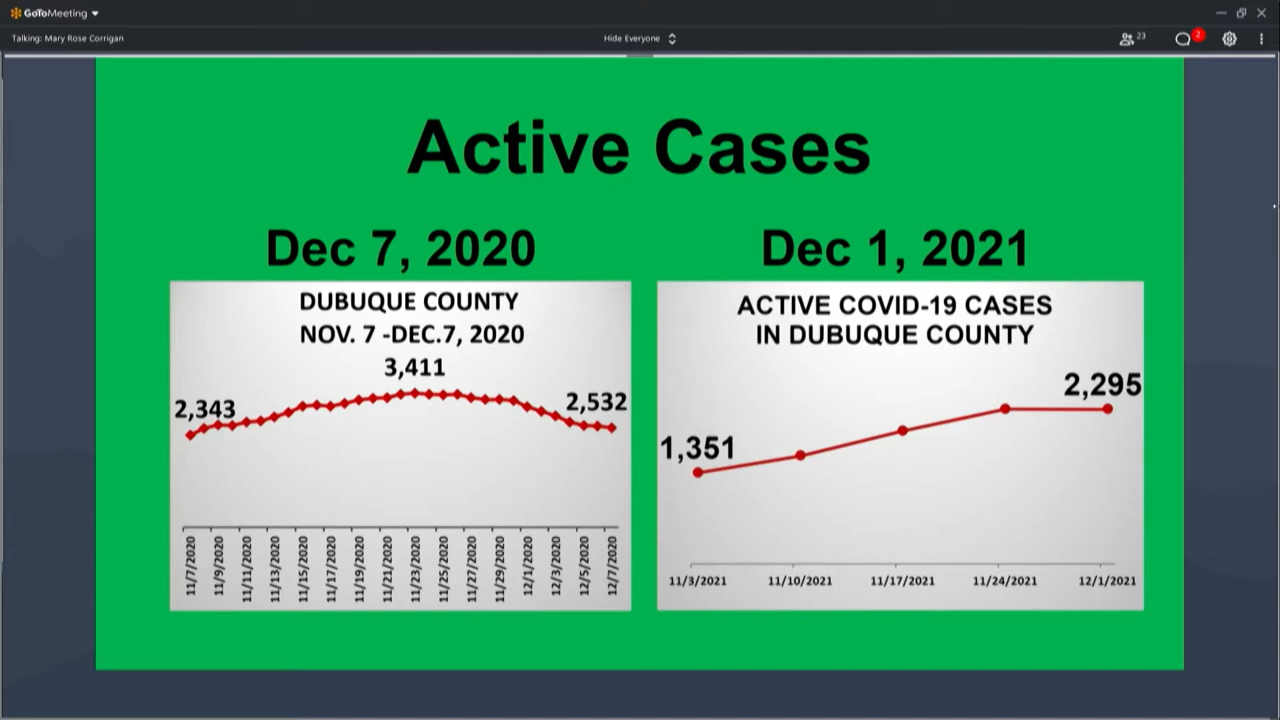 GoToMeeting
Talking: Mary Rose Corrigan
Hide Everyone
23
2
Active Cases
Dec 7, 2020
DUBUQUE COUNTY
NOV. 7 -DEC.7, 2020
3,411
2,343
2,532
11/7/2020
11/9/2020
11/11/2020
11/13/2020
11/15/2020
11/17/2020
11/19/2020
11/21/2020
11/23/2020
11/25/2020
11/27/2020
11/29/2020
12/1/2020
12/3/2020
12/5/2020
12/7/2020
Dec 1, 2021
ACTIVE COVID-19 CASES
IN DUBUQUE COUNTY
2,295
1,351
11/3/2021
11/10/2021
11/17/2021
11/24/2021
12/1/2021